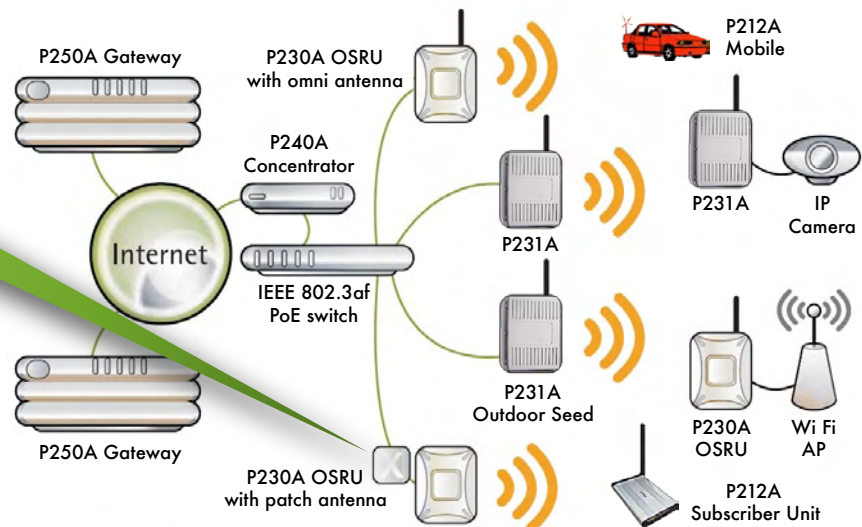 P250A Gateway
P230A OSRU
with omni antenna
P212A
Mobile
P240A
Concentrator
P231A
IP
Camera
P231A
Internet
IEEE 802.3af
PoE switch
P231A
Outdoor Seed
P230A
OSRU
Wi Fi
AP
P250A Gateway
P230A OSRU
with patch antenna
P212A
Subscriber Unit